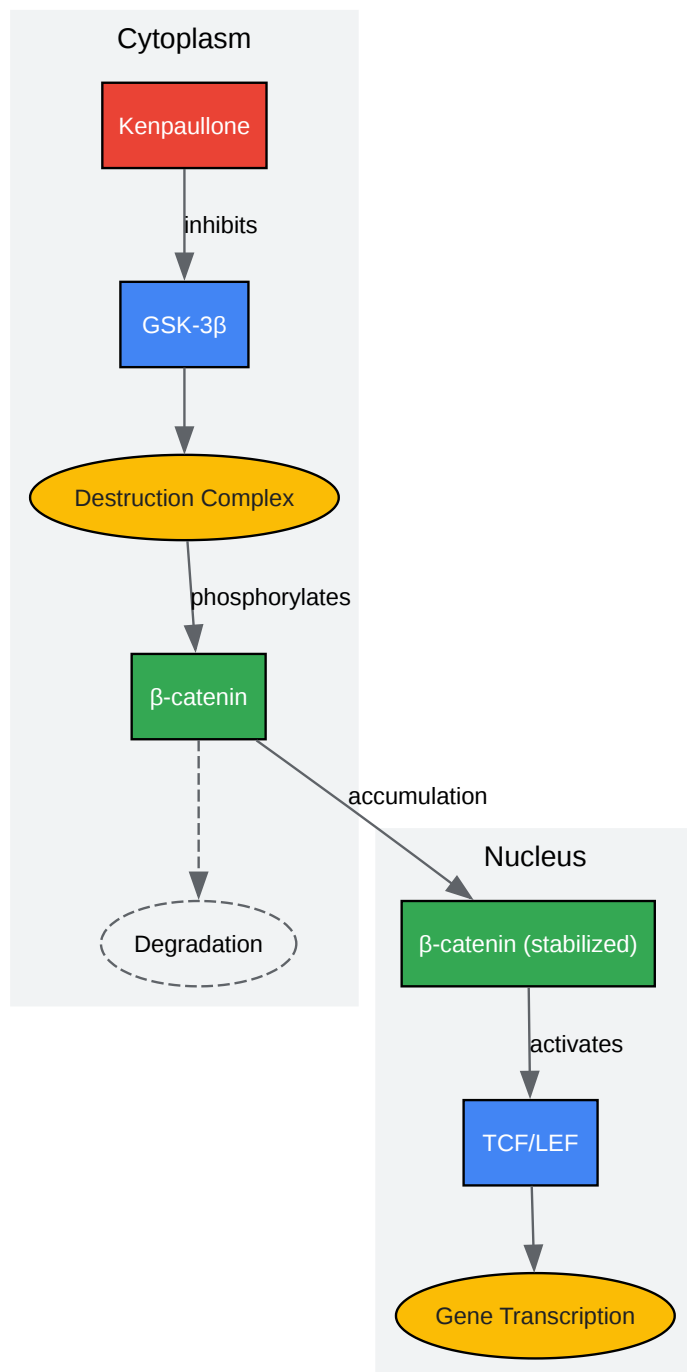 Cytoplasm
Kenpaullone
inhibits
GSK-3β
Destruction Complex
phosphorylates
β-catenin
accumulation
Degradation
Nucleus
β-catenin (stabilized)
activates
TCF/LEF
Gene Transcription